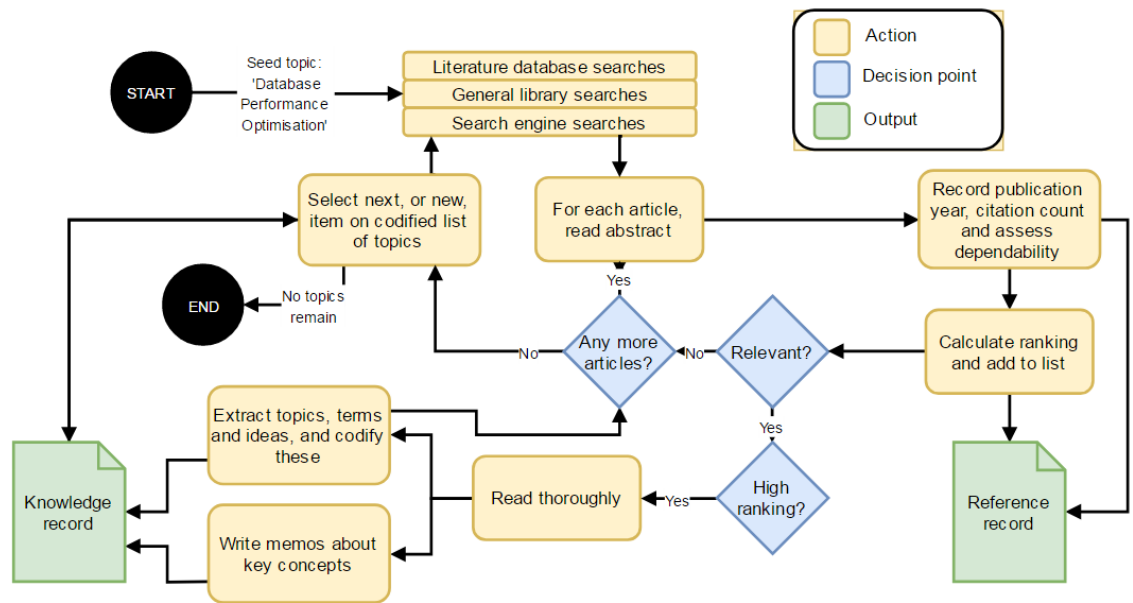 START
Seed topic:
'Database
Performance
Optimisation'
Literature database searches
General library searches
Search engine searches
Action
Decision point
Output
Select next, or new,
item on codified list
of topics
For each article,
read abstract
Record publication
year, citation count
and assess
dependability
END
No topics
remain
Yes
No
Any more
articles?
No
Relevant?
Calculate ranking
and add to list
Extract topics, terms
and ideas, and codify
these
Yes
Knowledge
record
Read thoroughly
Yes
High
ranking?
Reference
record
Write memos about
key concepts